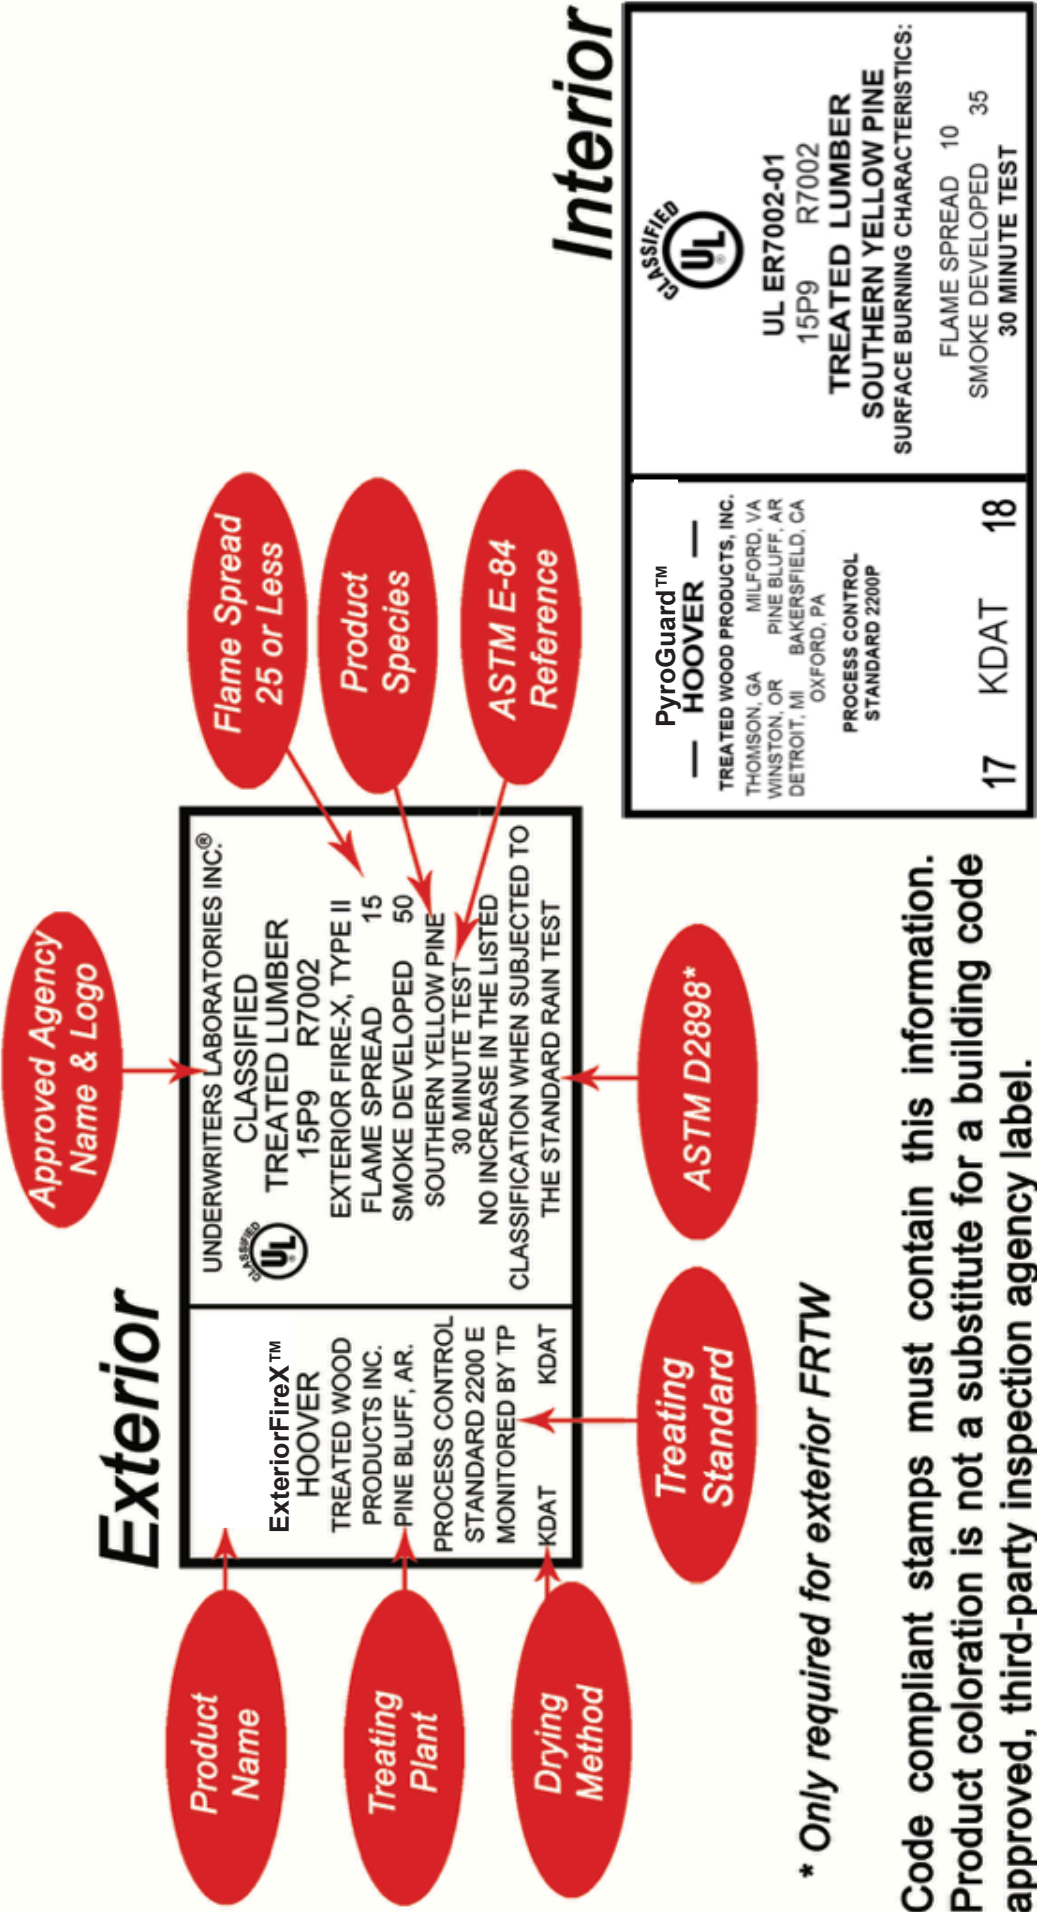 Exterior
Approved Agency
Name & Logo
Product
Name
Treating
Plant
Drying
Method
ExteriorFireX™
HOOVER
TREATED WOOD
PRODUCTS INC.
PINE BLUFF, AR.
PROCESS CONTROL
STANDARD 2200 E
MONITORED BY TP
KDAT KDAT
UNDERWRITERS LABORATORIES INC.®
CLASSIFIED
UL
CLASSIFIED
TREATED LUMBER
15P9 R7002
EXTERIOR FIRE-X, TYPE II
FLAME SPREAD 15
SMOKE DEVELOPED 50
SOUTHERN YELLOW PINE
30 MINUTE TEST
NO INCREASE IN THE LISTED
CLASSIFICATION WHEN SUBJECTED TO
THE STANDARD RAIN TEST
Flame Spread
25 or Less
Product
Species
ASTM E-84
Reference
Treating
Standard
ASTM D2898*
Interior
PyroGuard™
— HOOVER —
TREATED WOOD PRODUCTS, INC.
THOMSON, GA MILFORD, VA
WINSTON, OR PINE BLUFF, AR
DETROIT, MI BAKERSFIELD, CA
OXFORD, PA
PROCESS CONTROL
STANDARD 2200P
17 KDAT 18
CLASSIFIED
UL®
UL ER7002-01
15P9 R7002
TREATED LUMBER
SOUTHERN YELLOW PINE
SURFACE BURNING CHARACTERISTICS:
FLAME SPREAD 10
SMOKE DEVELOPED 35
30 MINUTE TEST
* Only required for exterior FRTW
Code compliant stamps must contain this information.
Product coloration is not a substitute for a building code
approved, third-party inspection agency label.